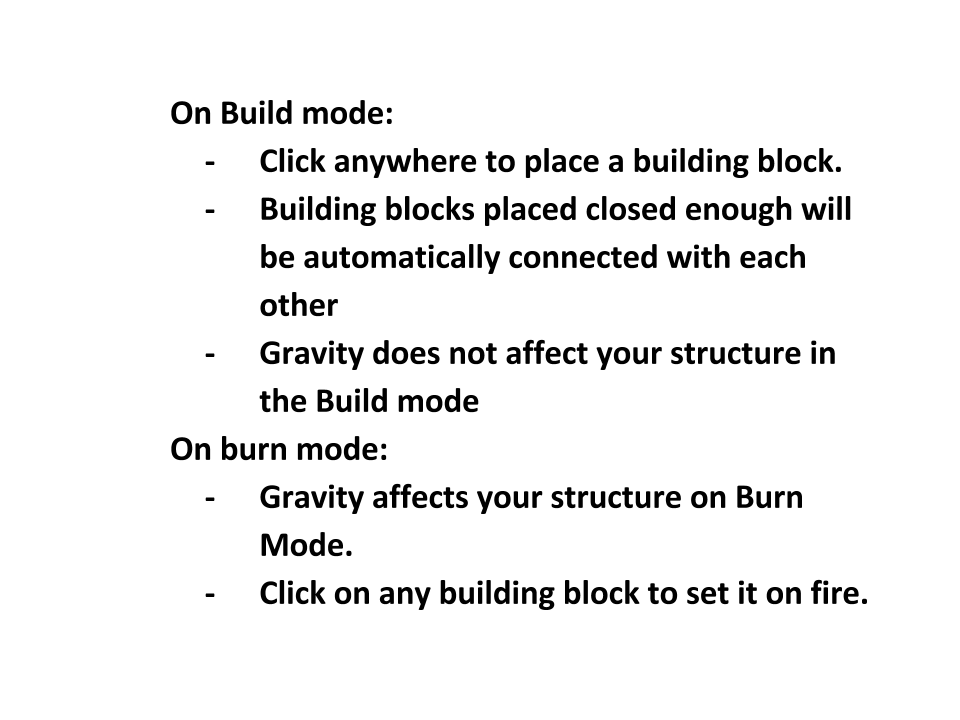 On Build mode:
- Click anywhere to place a building block.
- Building blocks placed closed enough will
be automatically connected with each
other
- Gravity does not affect your structure in
the Build mode
On burn mode:
- Gravity affects your structure on Burn
Mode.
- Click on any building block to set it on fire.